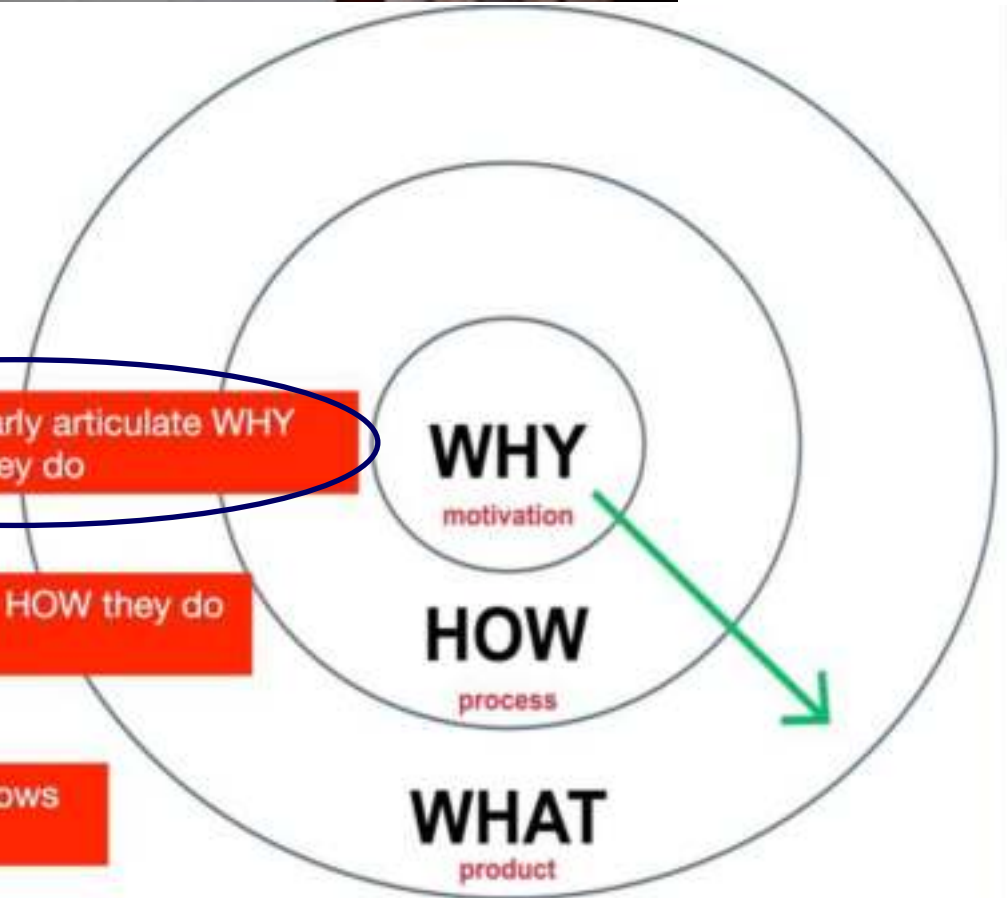 arly articulate WHY
ey do
WHY
motivation
HOW they do
HOW
process
ows
WHAT
product